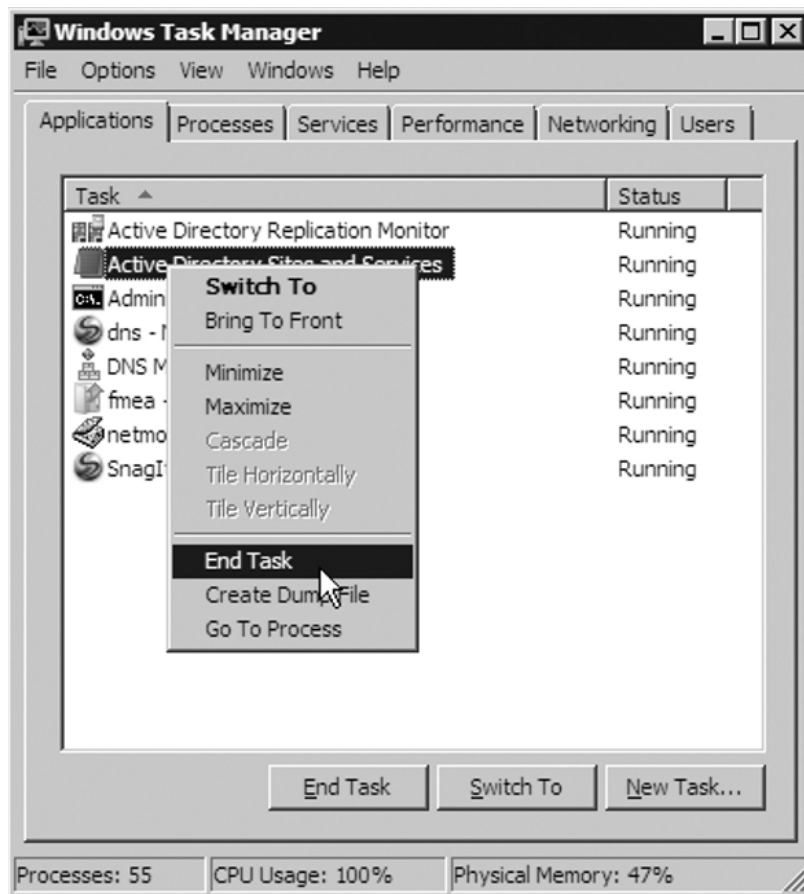 Windows Task Manager
File Options View Windows Help
Applications Processes Services Performance Networking Users
Task Status
Active Directory Replication Monitor Running
Active Directory Sites and Services Running
Admin Running
dns - Running
DNS M Running
fmea - Running
netmo Running
SnagIt Running
Switch To
Bring To Front
Minimize
Maximize
Cascade
Tile Horizontally
Tile Vertically
End Task
Create Dump File
Go To Process
End Task Switch To New Task...
Processes: 55 CPU Usage: 100% Physical Memory: 47%